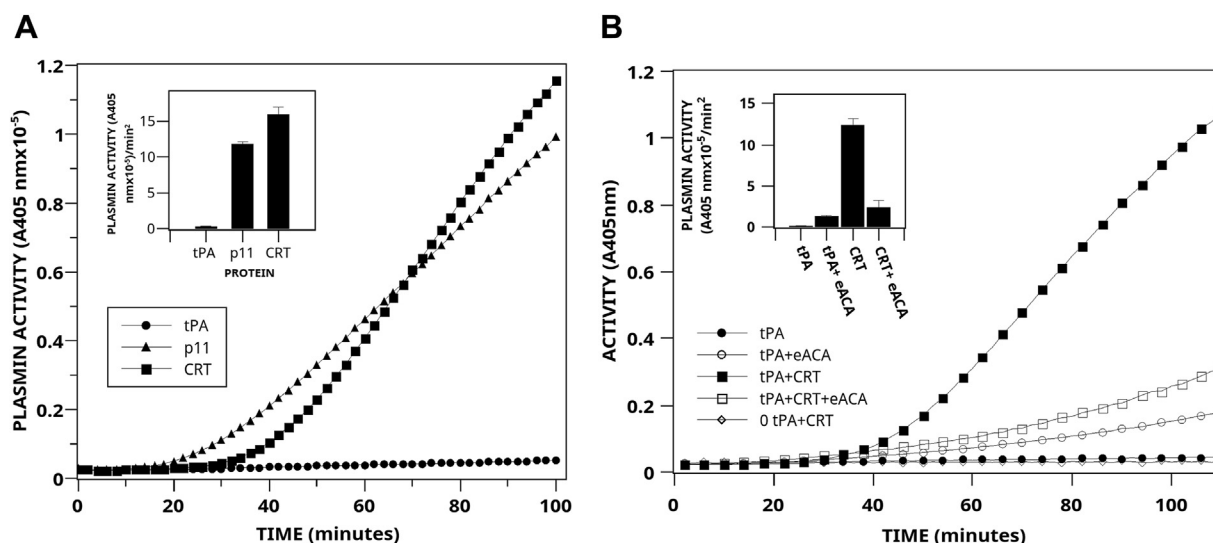 A
PLASMIN ACTIVITY (A405 nmx10-5)
1.2
1
0.8
0.6
0.4
0.2
0
0
20
40
60
80
100
TIME (minutes)
PLASMIN ACTIVITY (A405
nmx10-5)/min2
15
10
5
0
tPA
p11
CRT
PROTEIN
tPA
p11
CRT
B
ACTIVITY (A405nm)
1.2
1
0.8
0.6
0.4
0.2
0
0
20
40
60
80
100
TIME (minutes)
PLASMIN ACTIVITY
(A405 nmx10-5/min2
15
10
5
0
tPA
tPA+ eACA
CRT
CRT+ eACA
tPA
tPA+eACA
tPA+CRT
tPA+CRT+eACA
0 tPA+CRT